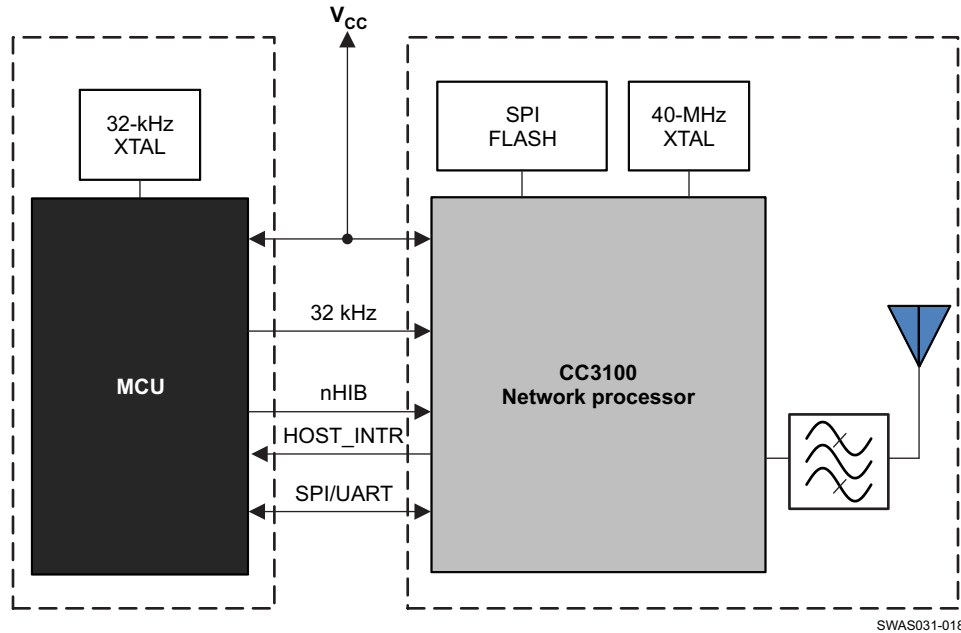 VCC
32-kHz
XTAL
SPI
FLASH
40-MHz
XTAL
32 kHz
MCU
CC3100
Network processor
nHIB
HOST_INTR
SPI/UART
SWAS031-018